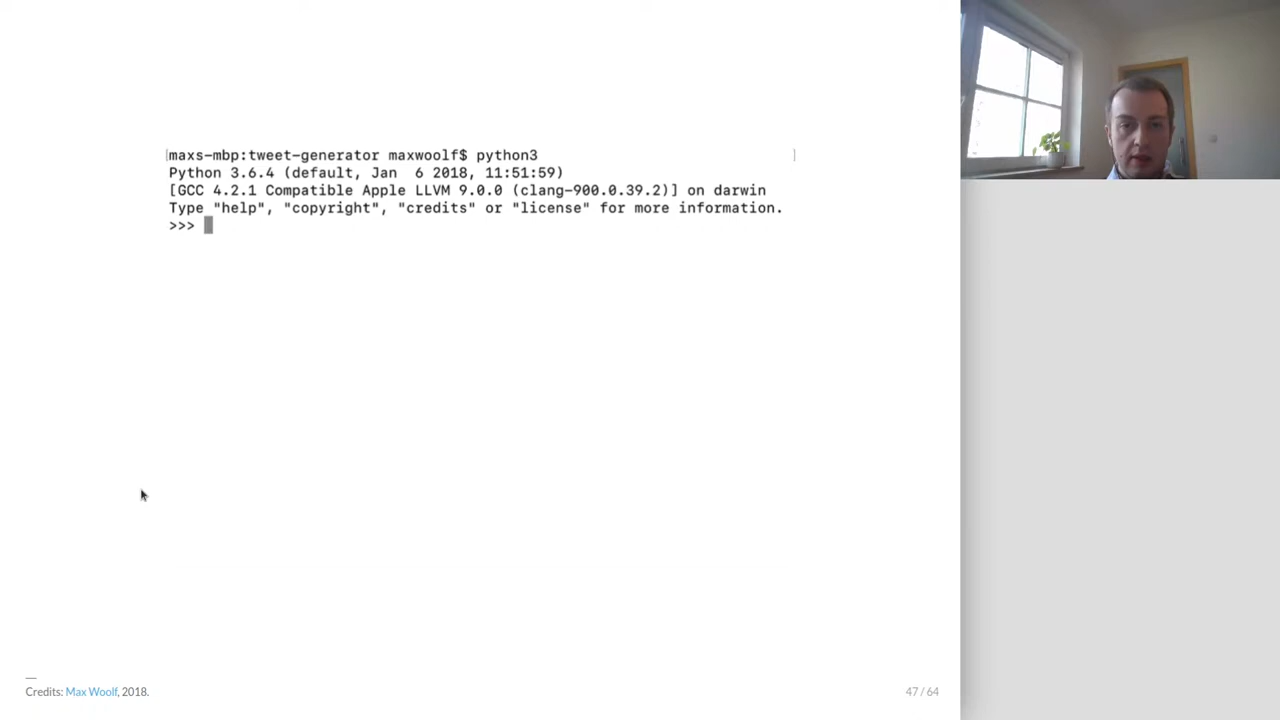 maxs-mbp:tweet-generator maxwoolf$ python3
Python 3.6.4 (default, Jan  6 2018, 11:51:59)
[GCC 4.2.1 Compatible Apple LLVM 9.0.0 (clang-900.0.39.2)] on darwin
Type "help", "copyright", "credits" or "license" for more information.
>>>
Credits: Max Woolf, 2018.
47 / 64